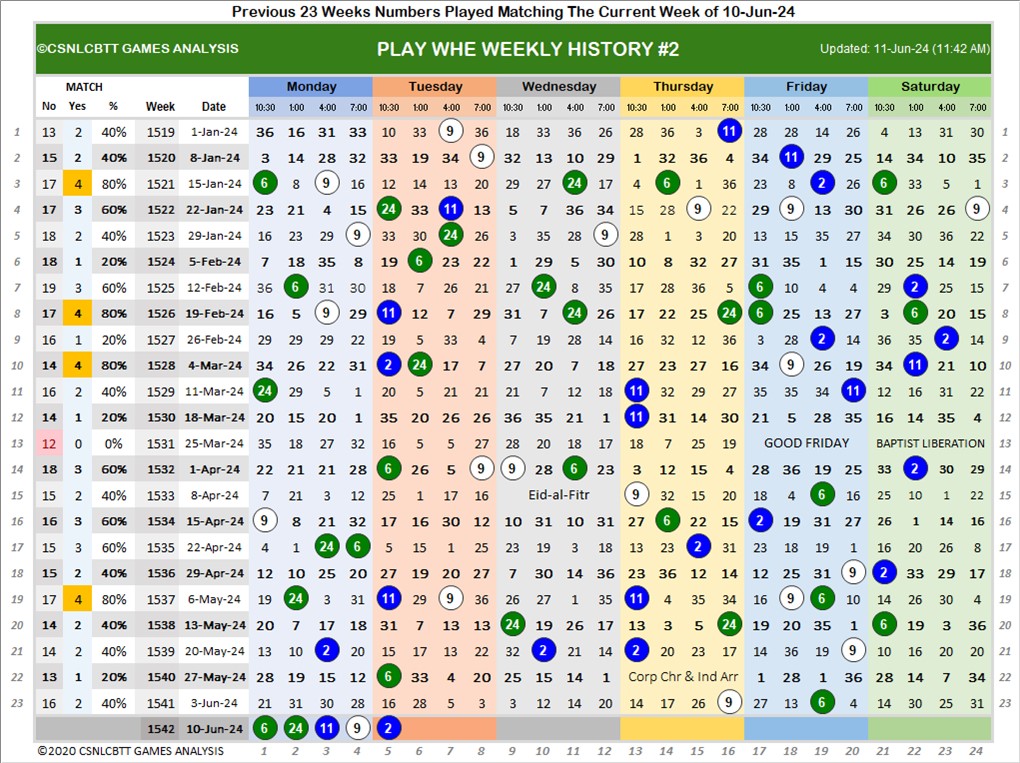 Previous 23 Weeks Numbers Played Matching The Current Week of 10-Jun-24
©CSNLCBTT GAMES ANALYSIS PLAY WHE WEEKLY HISTORY #2 Updated: 11-Jun-24 (11:42 AM)
MATCH Monday Tuesday Wednesday Thursday Friday Saturday
No Yes % Week Date 10:30 1:00 4:00 7:00 10:30 1:00 4:00 7:00 10:30 1:00 4:00 7:00 10:30 1:00 4:00 7:00 10:30 1:00 4:00 7:00 10:30 1:00 4:00 7:00
1 13 2 40% 1519 1-Jan-24 36 16 31 33 10 33 9 36 18 33 36 26 28 36 3 11 28 28 14 26 4 13 31 30 1
2 15 2 40% 1520 8-Jan-24 3 14 28 32 33 19 34 9 32 13 10 29 1 32 36 4 34 11 29 25 14 34 10 35 2
3 17 4 80% 1521 15-Jan-24 6 8 9 16 12 14 13 20 29 27 24 17 4 6 1 36 23 8 2 26 6 33 5 1 3
4 17 3 60% 1522 22-Jan-24 23 21 4 15 24 33 11 13 5 7 36 34 15 28 9 22 29 9 13 30 31 26 26 9 4
5 18 2 40% 1523 29-Jan-24 16 23 29 9 33 30 24 26 3 35 28 9 28 1 3 20 13 15 35 27 34 30 36 22 5
6 18 1 20% 1524 5-Feb-24 7 18 35 8 19 6 23 22 1 29 5 30 10 8 32 27 31 35 1 15 30 25 14 19 6
7 19 3 60% 1525 12-Feb-24 36 6 31 30 18 7 26 21 27 24 8 35 17 28 36 5 6 10 4 4 29 2 25 15 7
8 17 4 80% 1526 19-Feb-24 16 5 9 29 11 12 7 29 31 7 24 26 17 22 25 24 6 25 13 27 3 6 20 15 8
9 16 1 20% 1527 26-Feb-24 29 29 29 22 19 5 33 4 7 19 28 14 16 32 12 36 3 28 2 14 36 35 2 23 9
10 14 4 80% 1528 4-Mar-24 34 26 22 31 2 24 17 7 27 20 7 18 27 23 27 16 34 9 26 19 34 11 21 10 10
11 16 2 40% 1529 11-Mar-24 24 29 5 1 20 5 21 21 21 7 12 18 11 32 29 27 35 35 34 11 12 16 31 22 11
12 14 1 20% 1530 18-Mar-24 20 15 20 1 35 20 26 26 36 35 21 1 11 31 14 30 21 5 28 35 16 14 35 4 12
13 12 0 0% 1531 25-Mar-24 35 18 27 32 16 5 5 27 28 20 18 17 18 7 25 19 GOOD FRIDAY BAPTIST LIBERATION 13
14 18 3 60% 1532 1-Apr-24 22 21 21 28 6 26 5 9 9 28 6 23 3 12 15 4 28 36 19 25 33 2 30 29 14
15 15 2 40% 1533 8-Apr-24 7 21 3 12 25 1 17 16 Eid-al-Fitr 9 32 15 20 18 4 6 16 25 10 1 22 15
16 16 3 60% 1534 15-Apr-24 9 8 21 32 17 16 30 12 10 31 10 31 27 6 22 15 2 19 31 27 26 1 14 16 16
17 15 3 60% 1535 22-Apr-24 4 1 24 6 5 15 1 25 23 19 3 18 13 23 2 31 23 18 19 1 16 20 26 8 17
18 15 2 40% 1536 29-Apr-24 12 10 25 20 27 19 20 27 7 30 14 36 23 36 12 14 12 25 31 9 2 33 29 17 18
19 17 4 80% 1537 6-May-24 19 24 3 31 11 29 9 36 26 27 1 35 11 4 35 34 16 9 6 10 14 26 30 4 19
20 14 2 40% 1538 13-May-24 20 7 17 18 31 7 13 13 24 19 26 17 13 3 5 24 19 20 35 1 6 19 3 36 20
21 14 2 40% 1539 20-May-24 13 10 2 20 15 17 13 22 32 2 21 14 2 20 23 17 14 36 19 9 10 16 20 20 21
22 13 1 20% 1540 27-May-24 28 19 15 12 6 33 4 20 25 15 14 1 Corp Chr & Ind Arr 1 28 1 36 28 14 7 34 22
23 16 2 40% 1541 3-Jun-24 21 31 30 28 16 28 5 3 3 12 14 20 14 17 26 9 27 13 6 4 14 30 25 31 23
1542 10-Jun-24 6 24 11 9 2
©2020 CSNLCBTT GAMES ANALYSIS 1 2 3 4 5 6 7 8 9 10 11 12 13 14 15 16 17 18 19 20 21 22 23 24